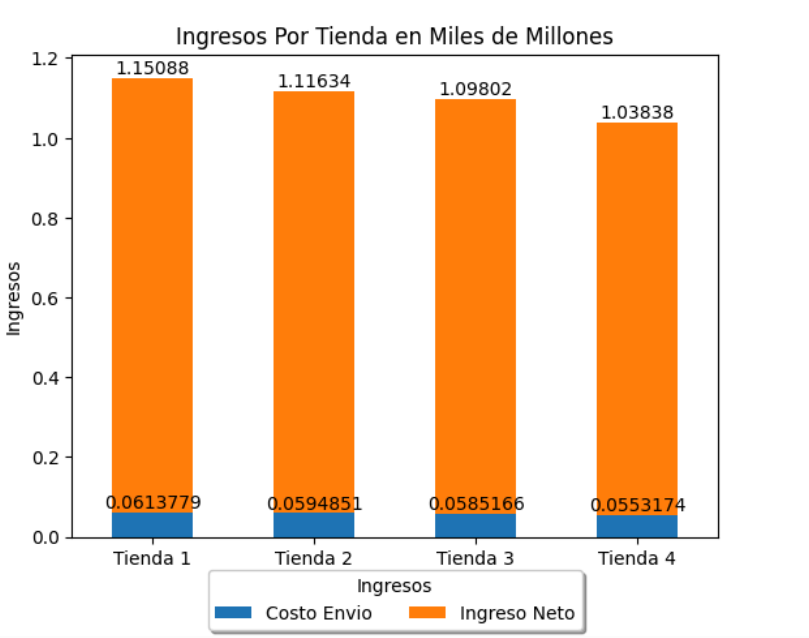 Ingresos Por Tienda en Miles de Millones
1.2
1.15088
1.11634
1.09802
1.03838
1.0
0.8
Ingresos
0.6
0.4
0.2
0.0613779
0.0594851
0.0585166
0.0553174
0.0
Tienda 1
Tienda 2
Tienda 3
Tienda 4
Ingresos
Costo Envio
Ingreso Neto